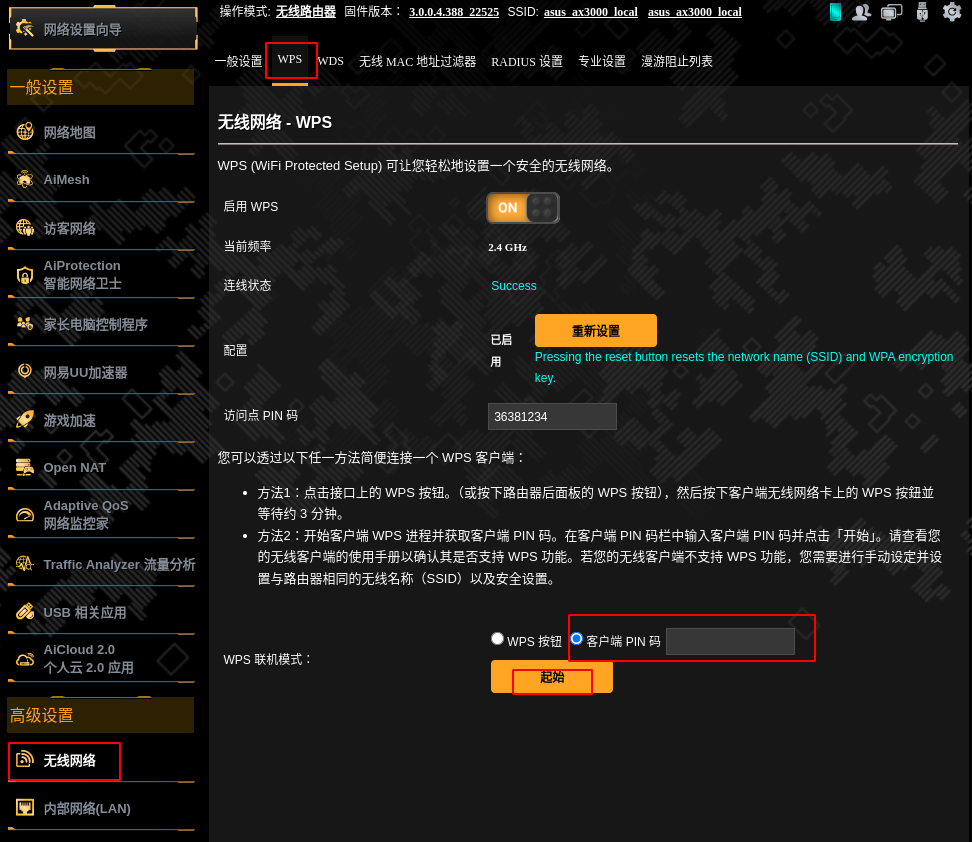 操作模式: 无线路由器 固件版本： 3.0.0.4.388_22525 SSID: asus_ax3000_local asus_ax3000_local
网络设置向导
一般设置 WPS WDS 无线 MAC 地址过滤器 RADIUS 设置 专业设置 漫游阻止列表
一般设置
网络地图
AiMesh
访客网络
AiProtection
智能网络卫士
家长电脑控制程序
网易UU加速器
游戏加速
Open NAT
Adaptive QoS
网络监控家
Traffic Analyzer 流量分析
USB 相关应用
AiCloud 2.0
个人云 2.0 应用
高级设置
无线网络
内部网络(LAN)
无线网络 - WPS
WPS (WiFi Protected Setup) 可让您轻松地设置一个安全的无线网络。
启用 WPS ON
当前频率 2.4 GHz
连线状态 Success
配置 已启用 重新设置
Pressing the reset button resets the network name (SSID) and WPA encryption
key.
访问点 PIN 码 36381234
您可以透过以下任一方法简便连接一个 WPS 客户端：
• 方法1：点击接口上的 WPS 按钮。（或按下路由器后面板的 WPS 按钮），然后按下客户端无线网络卡上的 WPS 按鈕並
等待约 3 分钟。
• 方法2：开始客户端 WPS 进程并获取客户端 PIN 码。在客户端 PIN 码栏中输入客户端 PIN 码并点击「开始」。请查看您
的无线客户端的使用手册以确认其是否支持 WPS 功能。若您的无线客户端不支持 WPS 功能，您需要进行手动设定并设
置与路由器相同的无线名称（SSID）以及安全设置。
WPS 联机模式： WPS 按钮 客户端 PIN 码
起始